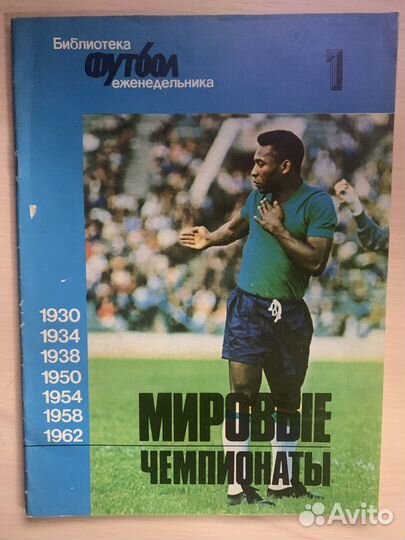 Библиотека
ФУТбОЛ
еженедельника
1
1930
1934
1938
1950
1954
1958
1962
МИРОВЫЕ
ЧЕМПИОНАТЫ
Avito